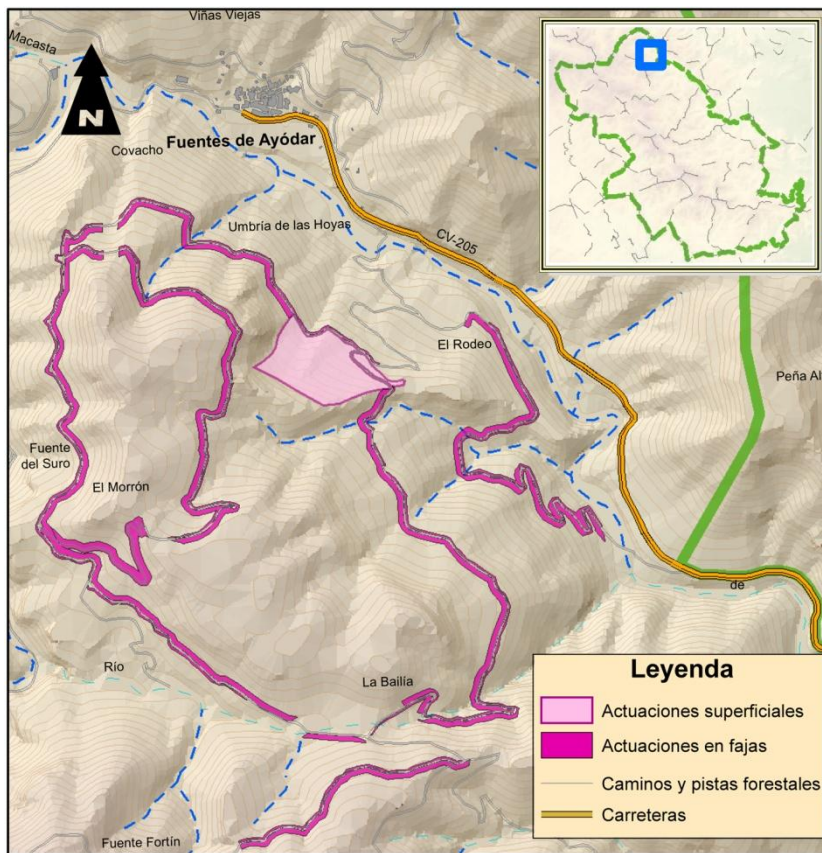 Viñas Viejas
Macasta
N
Fuentes de Ayódar
Covacho
Umbría de las Hoyas
CV-205
El Rodeo
Peña Al
Fuente
del Suro
El Morrón
de
Río
La Bailía
Fuente Fortín
Leyenda
Actuaciones superficiales
Actuaciones en fajas
Caminos y pistas forestales
Carreteras